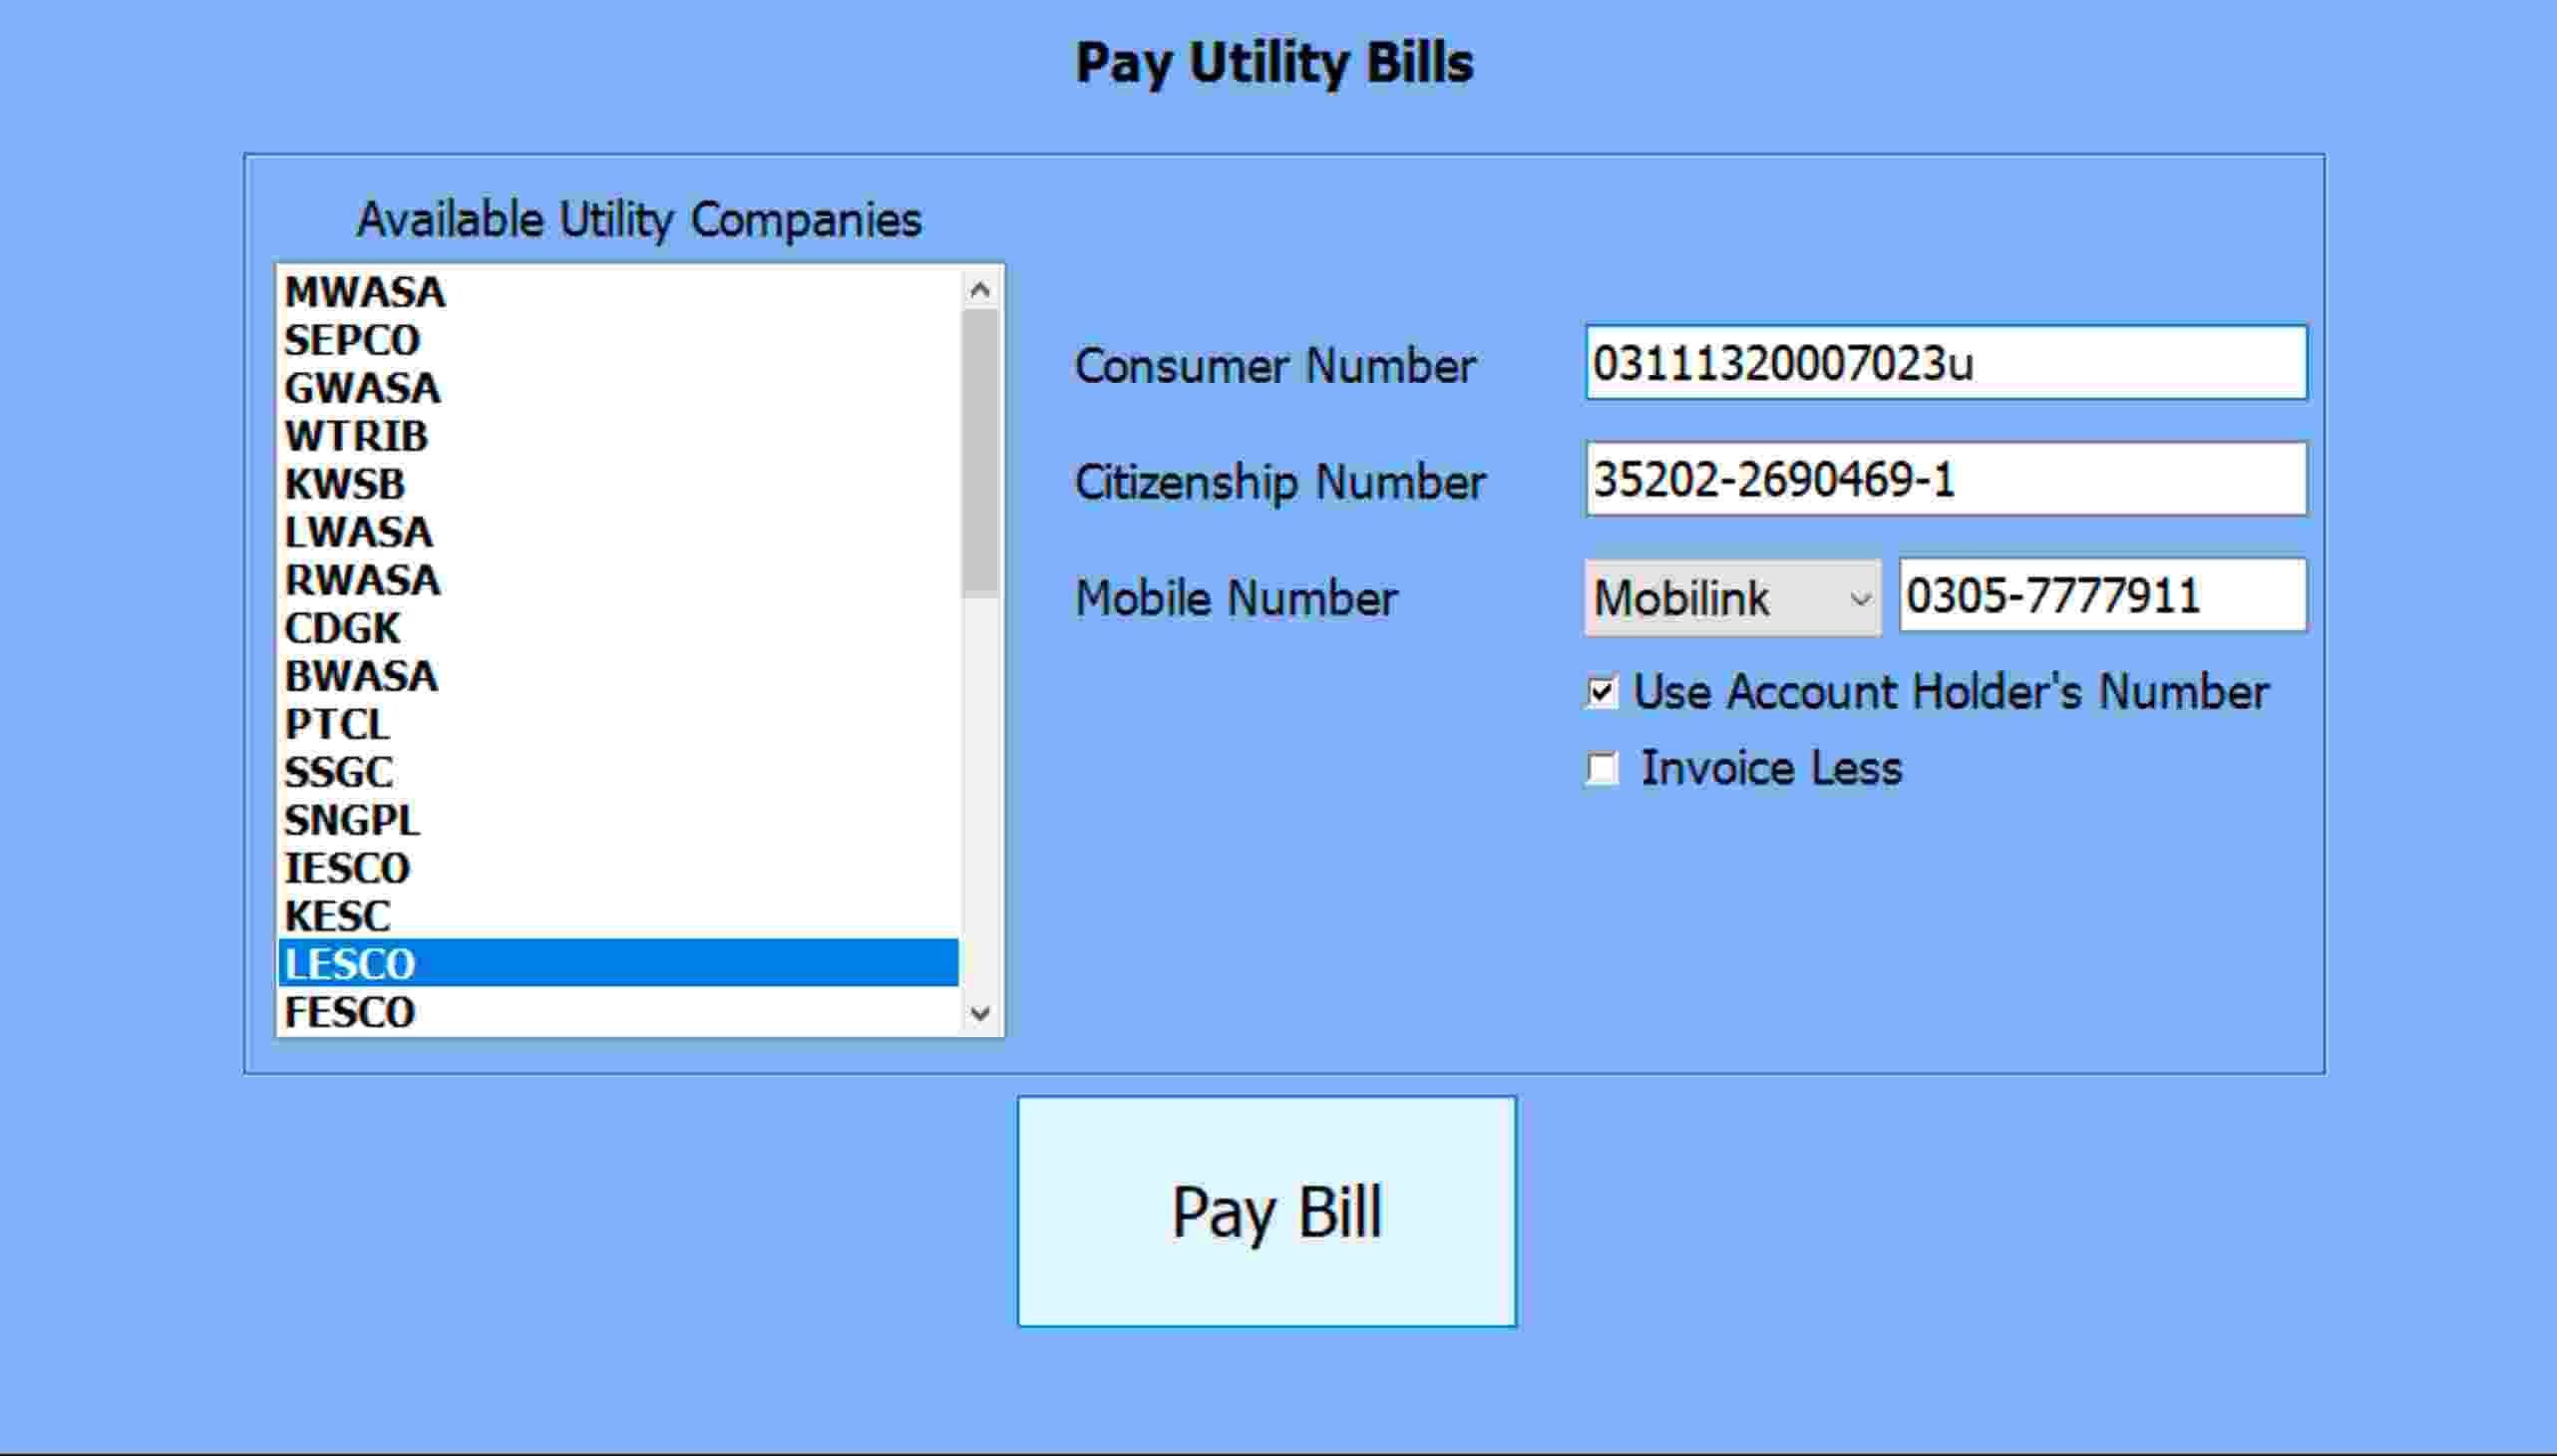 Pay Utility Bills
Available Utility Companies
MWASA
SEPCO
GWASA
WTRIB
KWSB
LWASA
RWASA
CDGK
BWASA
PTCL
SSGC
SNGPL
IESCO
KESC
LESCO
FESCO
Consumer Number 03111320007023u
Citizenship Number 35202-2690469-1
Mobile Number Mobilink 0305-7777911
Use Account Holder's Number
Invoice Less
Pay Bill